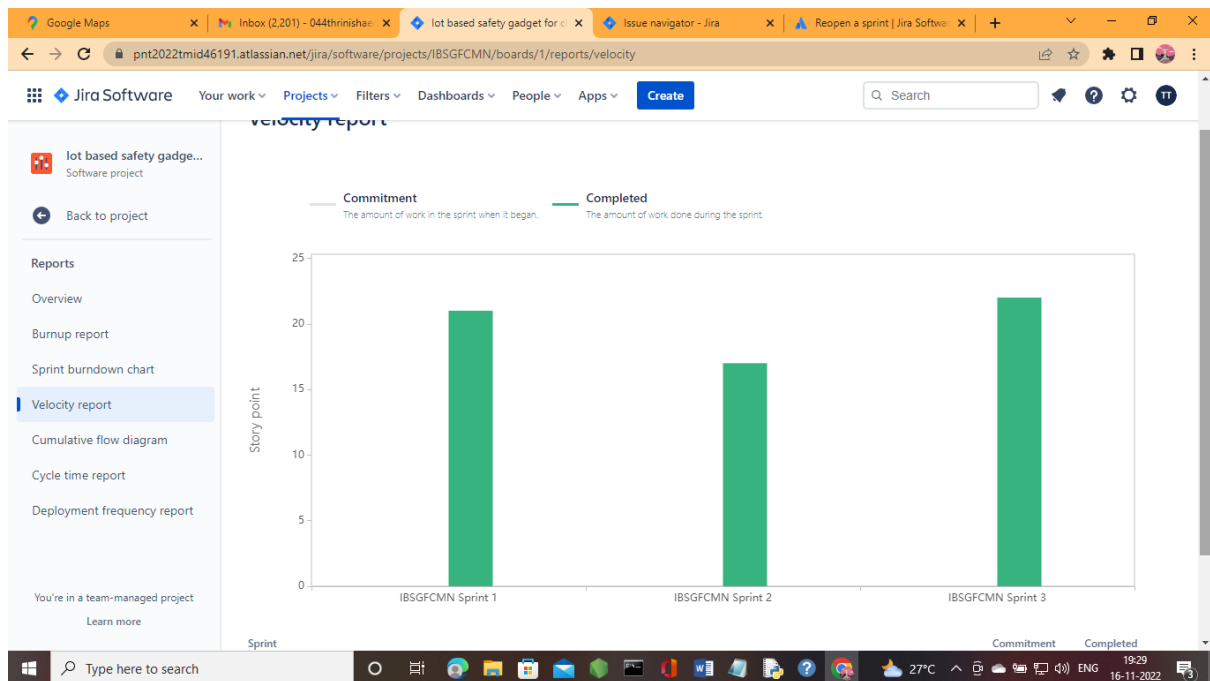 Google Maps
Inbox (2,201) - 044thrinishae
Iot based safety gadget for cl
Issue navigator - Jira
Reopen a sprint | Jira Softwar
pnt2022tmid46191.atlassian.net/jira/software/projects/IBSGFCMN/boards/1/reports/velocity
Jira Software
Your work
Projects
Filters
Dashboards
People
Apps
Create
Search
TT
Velocity report
Iot based safety gadge...
Software project
Back to project
Reports
Overview
Burnup report
Sprint burndown chart
Velocity report
Cumulative flow diagram
Cycle time report
Deployment frequency report
You're in a team-managed project
Learn more
Commitment
The amount of work in the sprint when it began.
Completed
The amount of work done during the sprint.
Story point
25
20
15
10
5
0
IBSGFCMN Sprint 1
IBSGFCMN Sprint 2
IBSGFCMN Sprint 3
Sprint
Commitment
Completed
Type here to search
27°C
ENG
19:29
16-11-2022
3